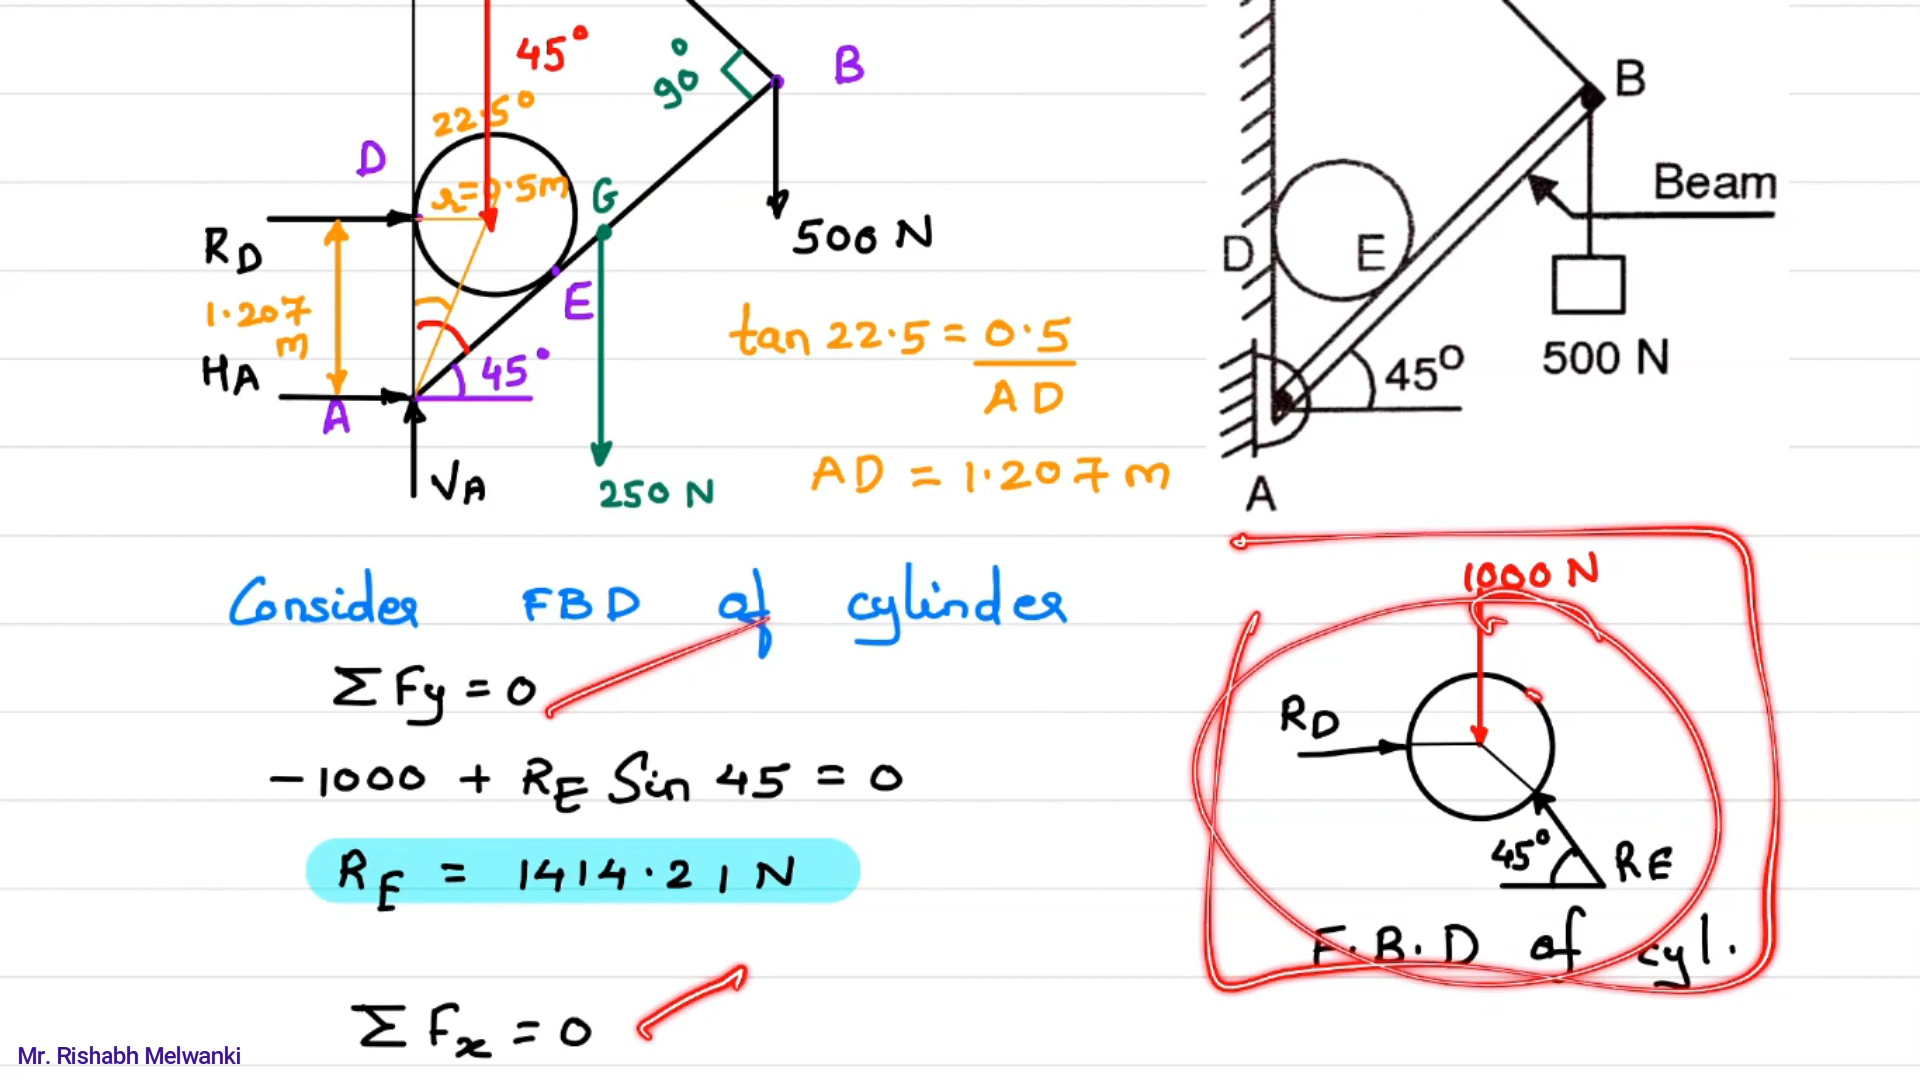 45°
90°
B
22.5°
D
r=0.5m
G
RD
500 N
1.207
m
E
HA
45°
A
VA
250 N
tan 22.5 = 0.5
AD
AD = 1.207 m
B
Beam
D
E
45°
500 N
A
Consider FBD of cylinder
ΣFy = 0
-1000 + RE Sin 45 = 0
RE = 1414.21 N
ΣFx = 0
1000 N
RD
45°
RE
F.B.D of cyl.
Mr. Rishabh Melwanki